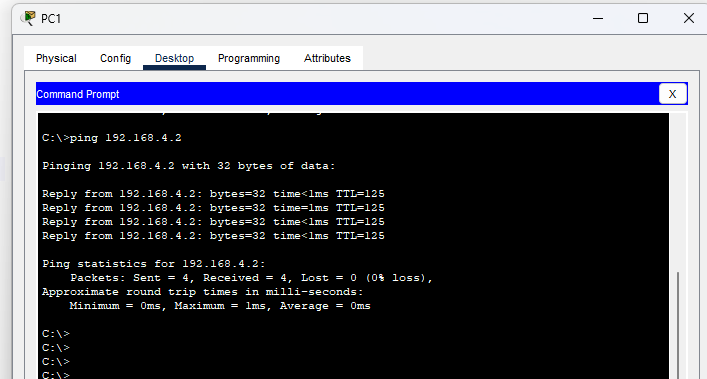 PC1
Physical Config Desktop Programming Attributes
Command Prompt X
C:\>ping 192.168.4.2
Pinging 192.168.4.2 with 32 bytes of data:
Reply from 192.168.4.2: bytes=32 time<1ms TTL=125
Reply from 192.168.4.2: bytes=32 time=1ms TTL=125
Reply from 192.168.4.2: bytes=32 time<1ms TTL=125
Reply from 192.168.4.2: bytes=32 time<1ms TTL=125
Ping statistics for 192.168.4.2:
Packets: Sent = 4, Received = 4, Lost = 0 (0% loss),
Approximate round trip times in milli-seconds:
Minimum = 0ms, Maximum = 1ms, Average = 0ms
C:\>
C:\>
C:\>
C:\>